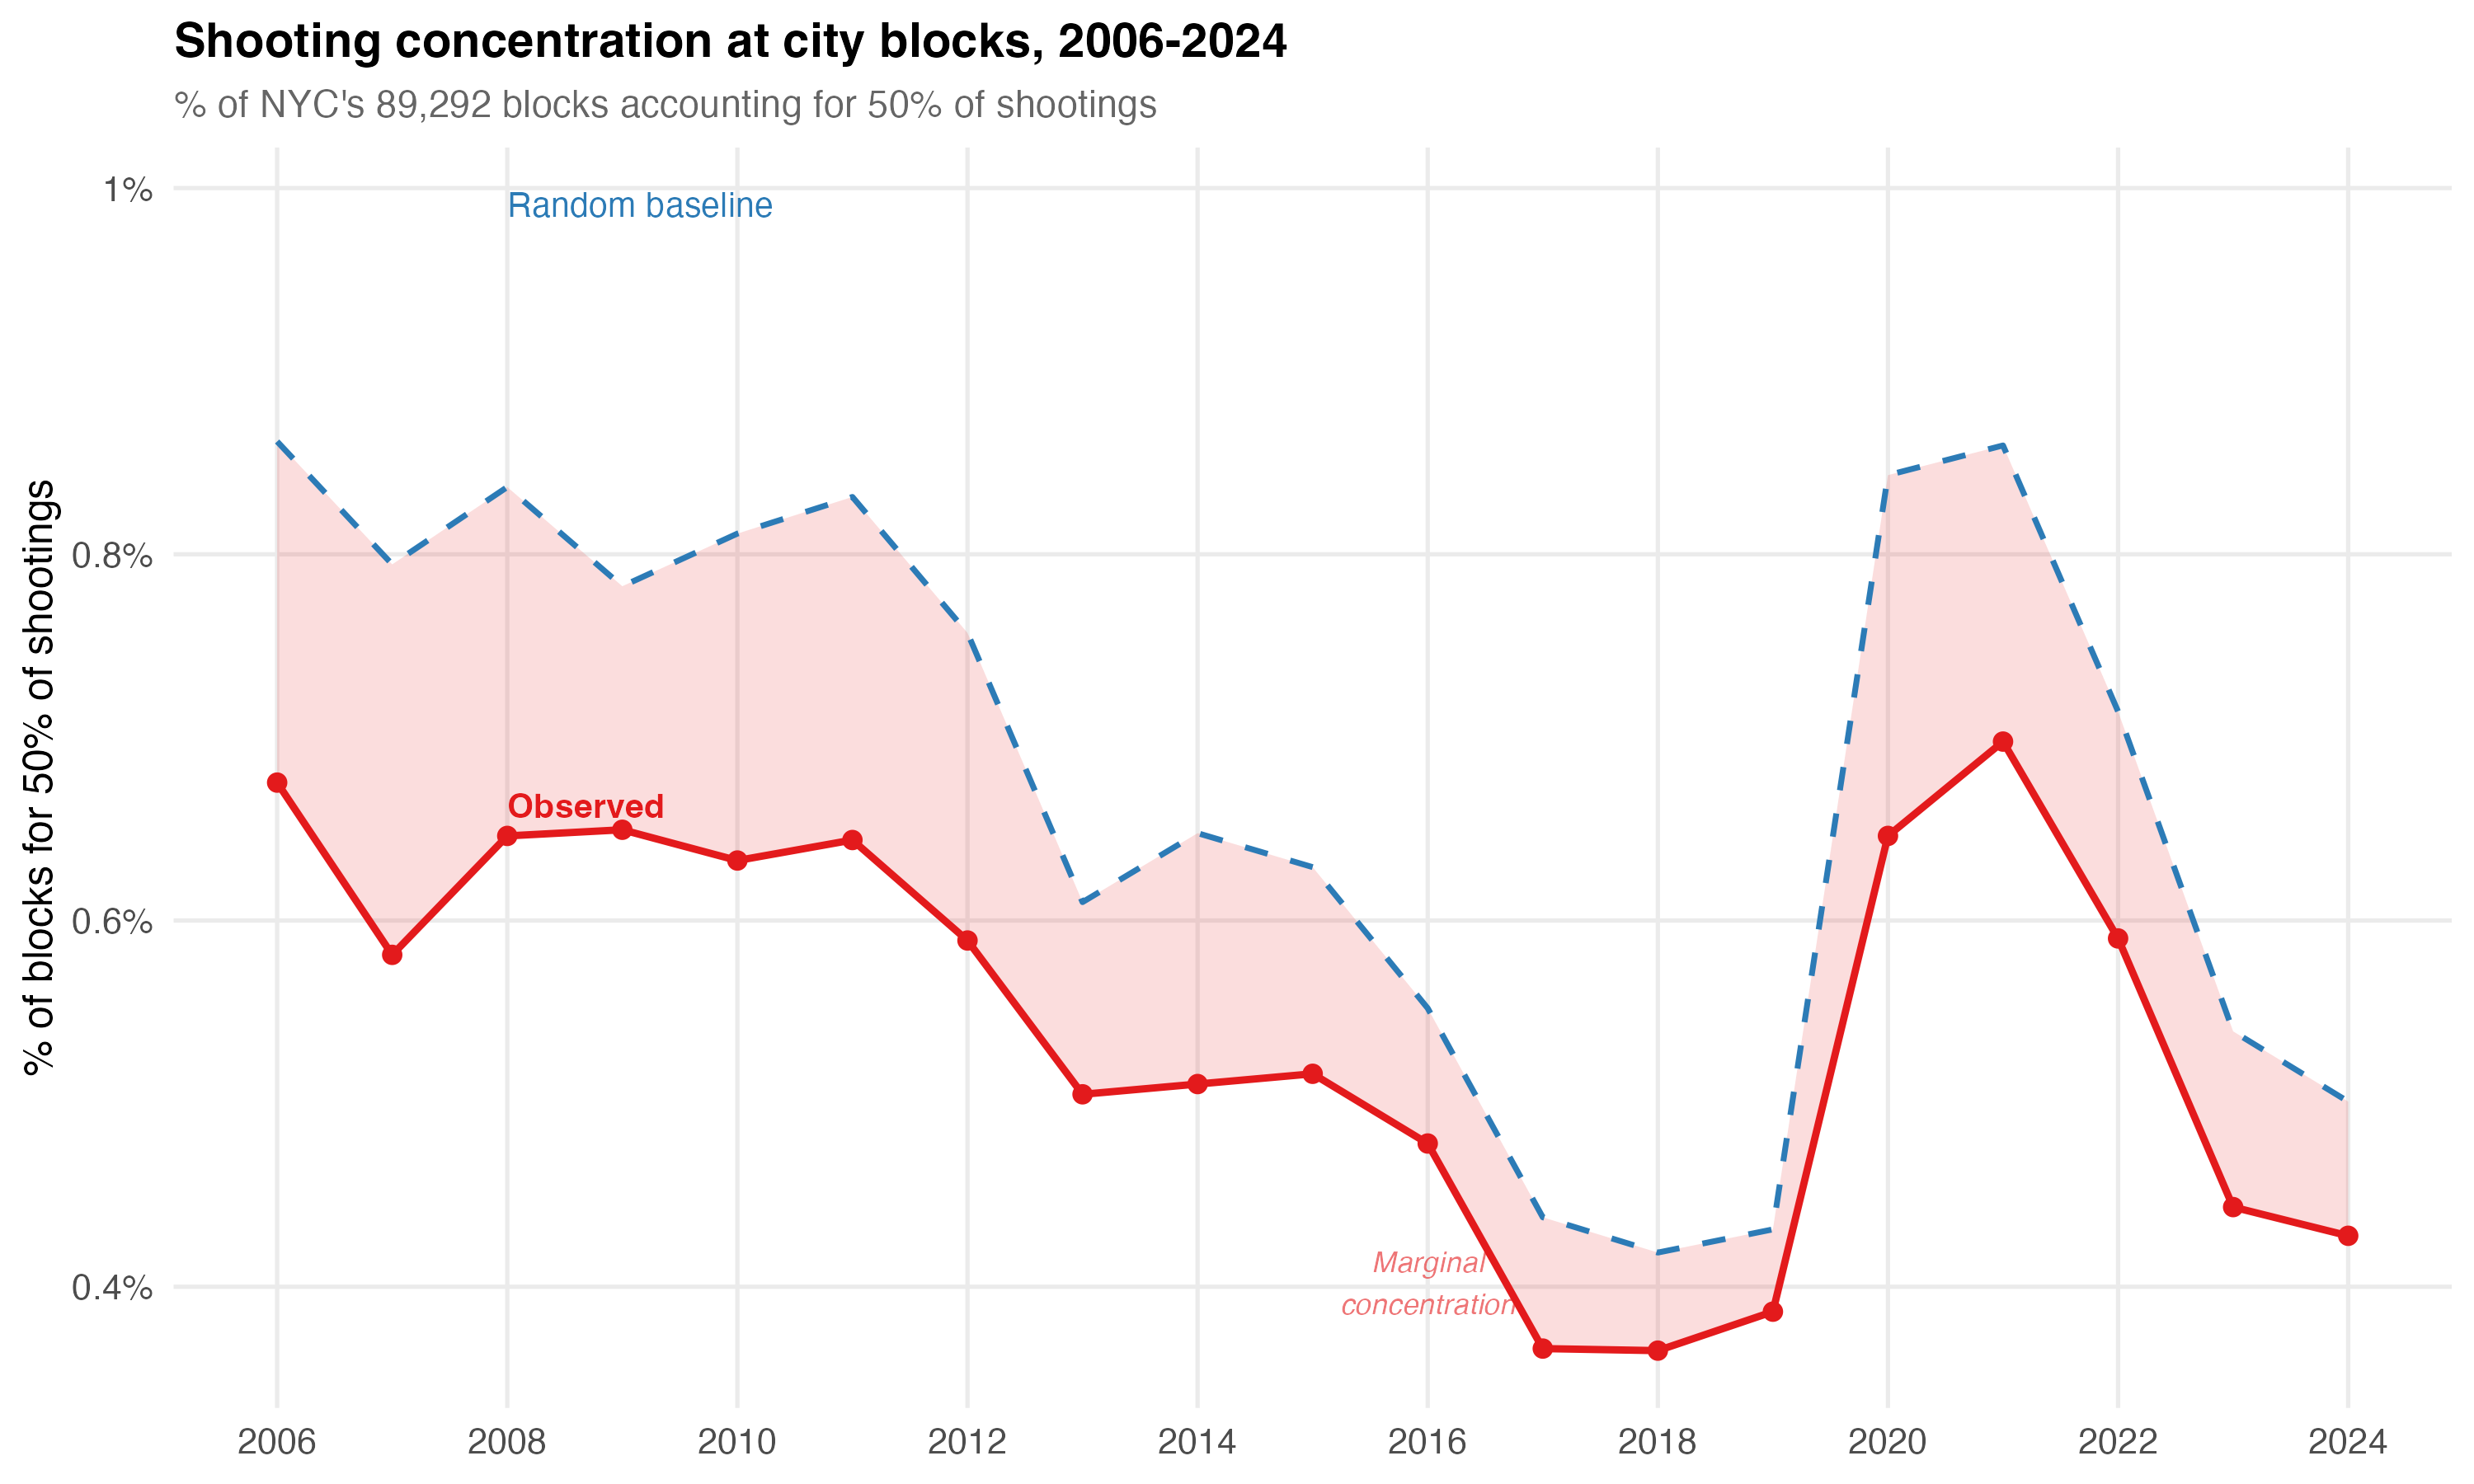 Shooting concentration at city blocks, 2006-2024
% of NYC's 89,292 blocks accounting for 50% of shootings
% of blocks for 50% of shootings
1%
0.8%
0.6%
0.4%
Random baseline
Observed
Marginal
concentration
2006
2008
2010
2012
2014
2016
2018
2020
2022
2024